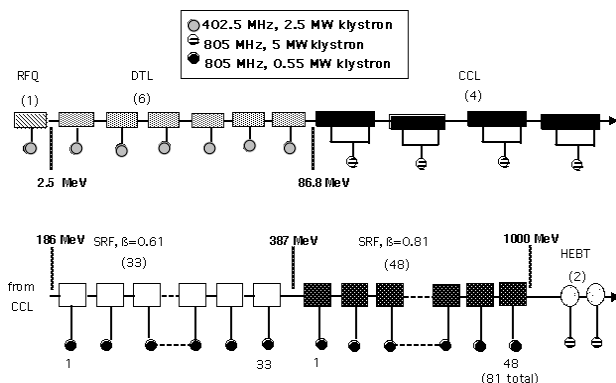 402.5 MHz, 2.5 MW klystron
805 MHz, 5 MW klystron
805 MHz, 0.55 MW klystron
RFQ
(1)
DTL
(6)
CCL
(4)
2.5 MeV
86.8 MeV
186 MeV
SRF, ß=0.61
(33)
387 MeV
SRF, ß=0.81
(48)
1000 MeV
HEBT
(2)
from
CCL
1
33
1
48
(81 total)